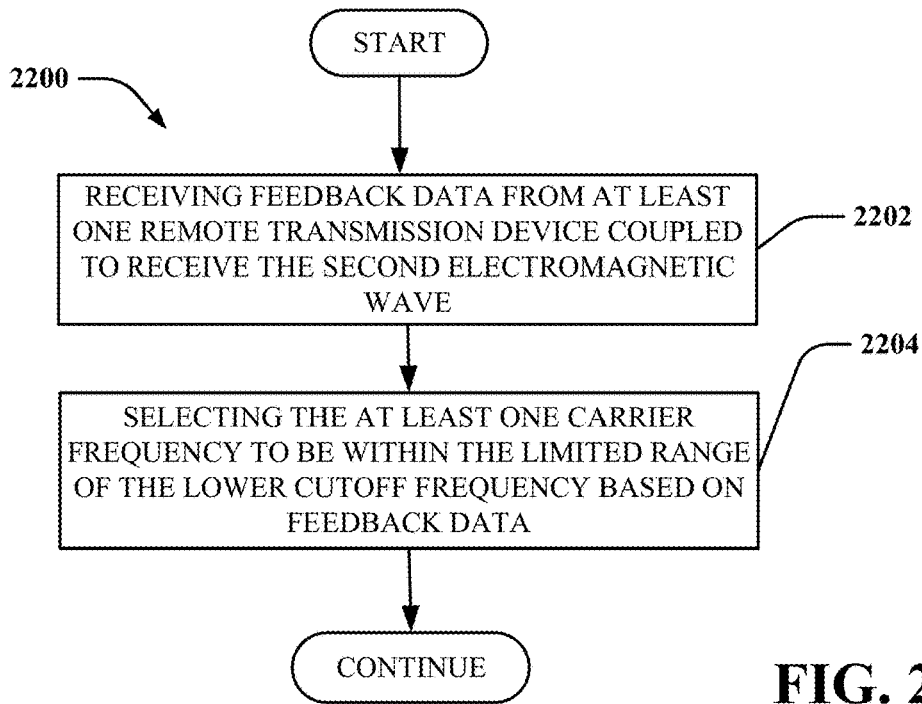 START
2200
RECEIVING FEEDBACK DATA FROM AT LEAST
ONE REMOTE TRANSMISSION DEVICE COUPLED
TO RECEIVE THE SECOND ELECTROMAGNETIC
WAVE
2202
2204
SELECTING THE AT LEAST ONE CARRIER
FREQUENCY TO BE WITHIN THE LIMITED RANGE
OF THE LOWER CUTOFF FREQUENCY BASED ON
FEEDBACK DATA
CONTINUE
FIG. 2